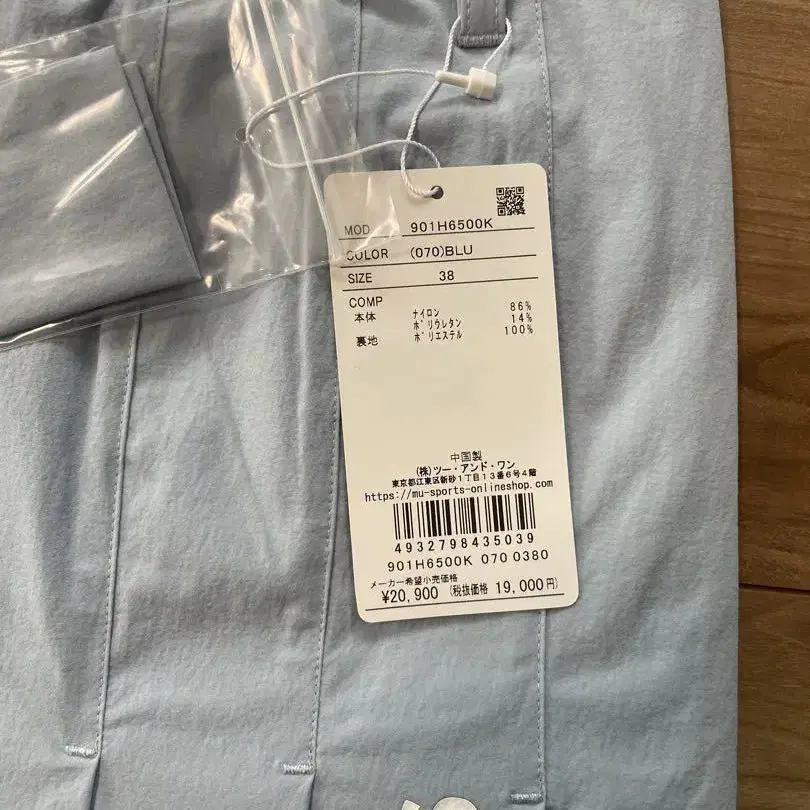 MOD 901H6500K
COLOR (070)BLU
SIZE 38
COMP
本体 ナイロン 86%
ポリウレタン 14%
裏地 ポリエステル 100%
中国製
(株)ツー・アンド・ワン
東京都江東区新砂1丁目13番6号4階
https://mu-sports-onlineshop.com
4932798435039
901H6500K 070 0380
メーカー希望小売価格
¥20,900 (税抜価格 19,000円)